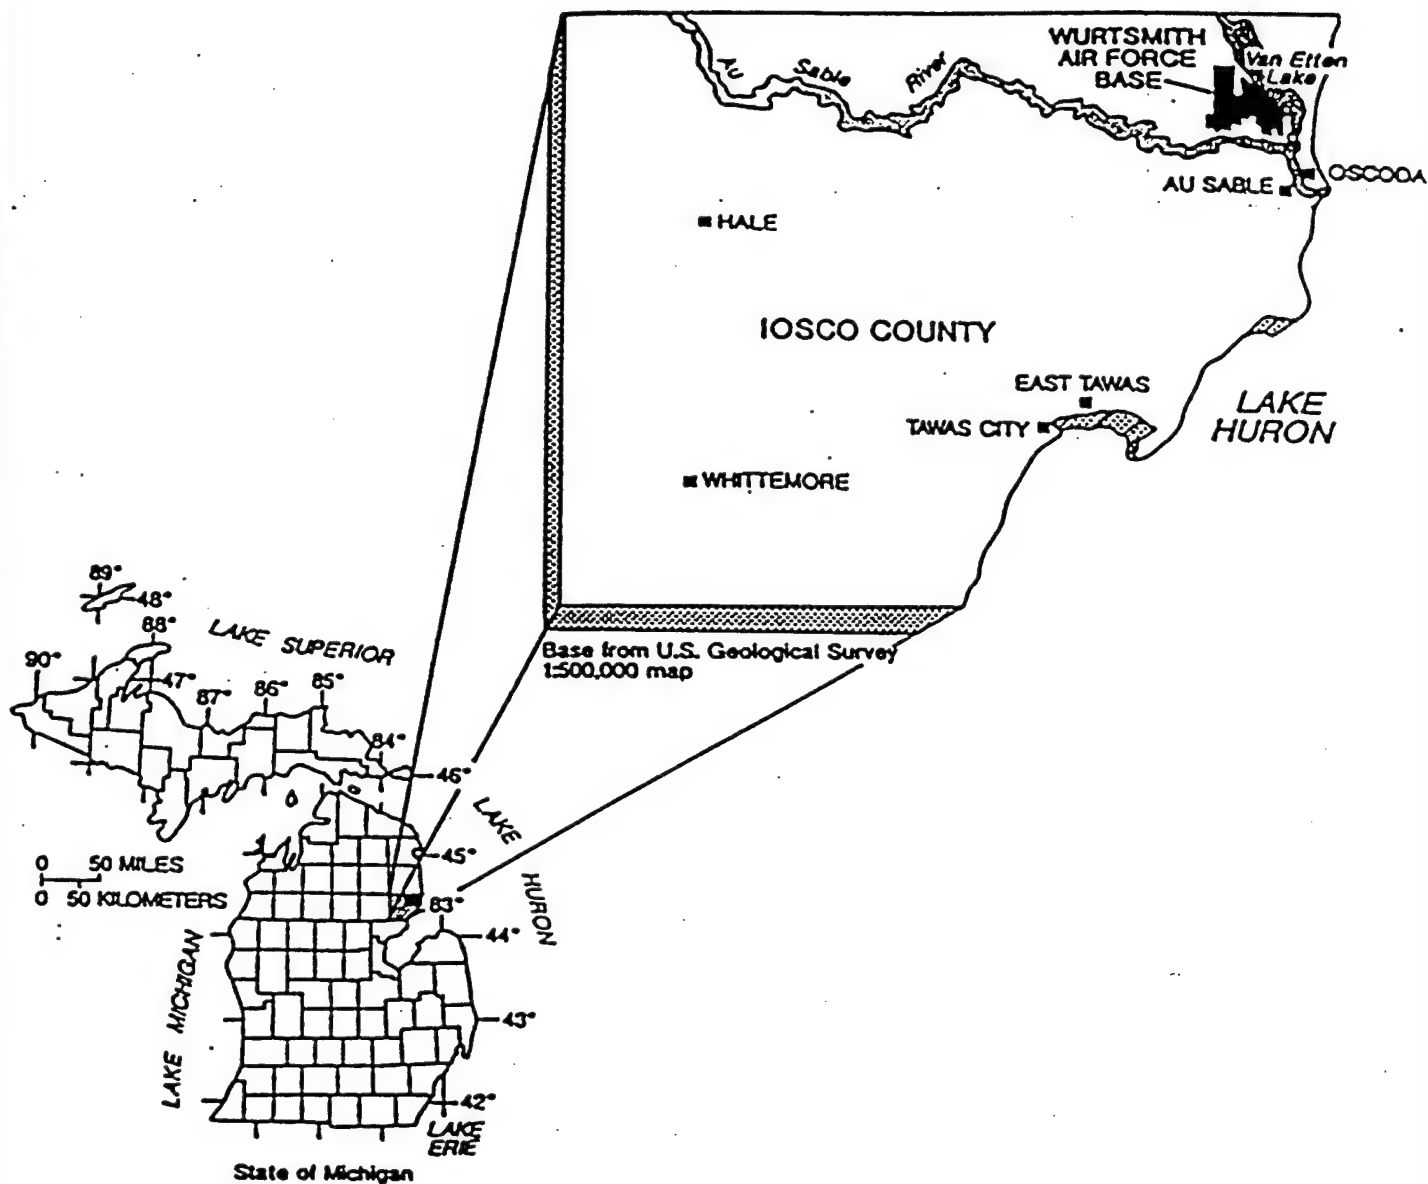 WURTSMITH
AIR FORCE
BASE
Van Etten
Lake
Au Sable River
OSCODA
AU SABLE
HALE
IOSCO COUNTY
EAST TAWAS
TAWAS CITY
LAKE
HURON
WHITTEMORE
Base from U.S. Geological Survey
1:500,000 map
89°
48°
88°
LAKE SUPERIOR
90°
47°
87°
86°
85°
84°
46°
LAKE HURON
45°
0 50 MILES
0 50 KILOMETERS
83°
44°
LAKE MICHIGAN
43°
42°
LAKE
ERIE
State of Michigan